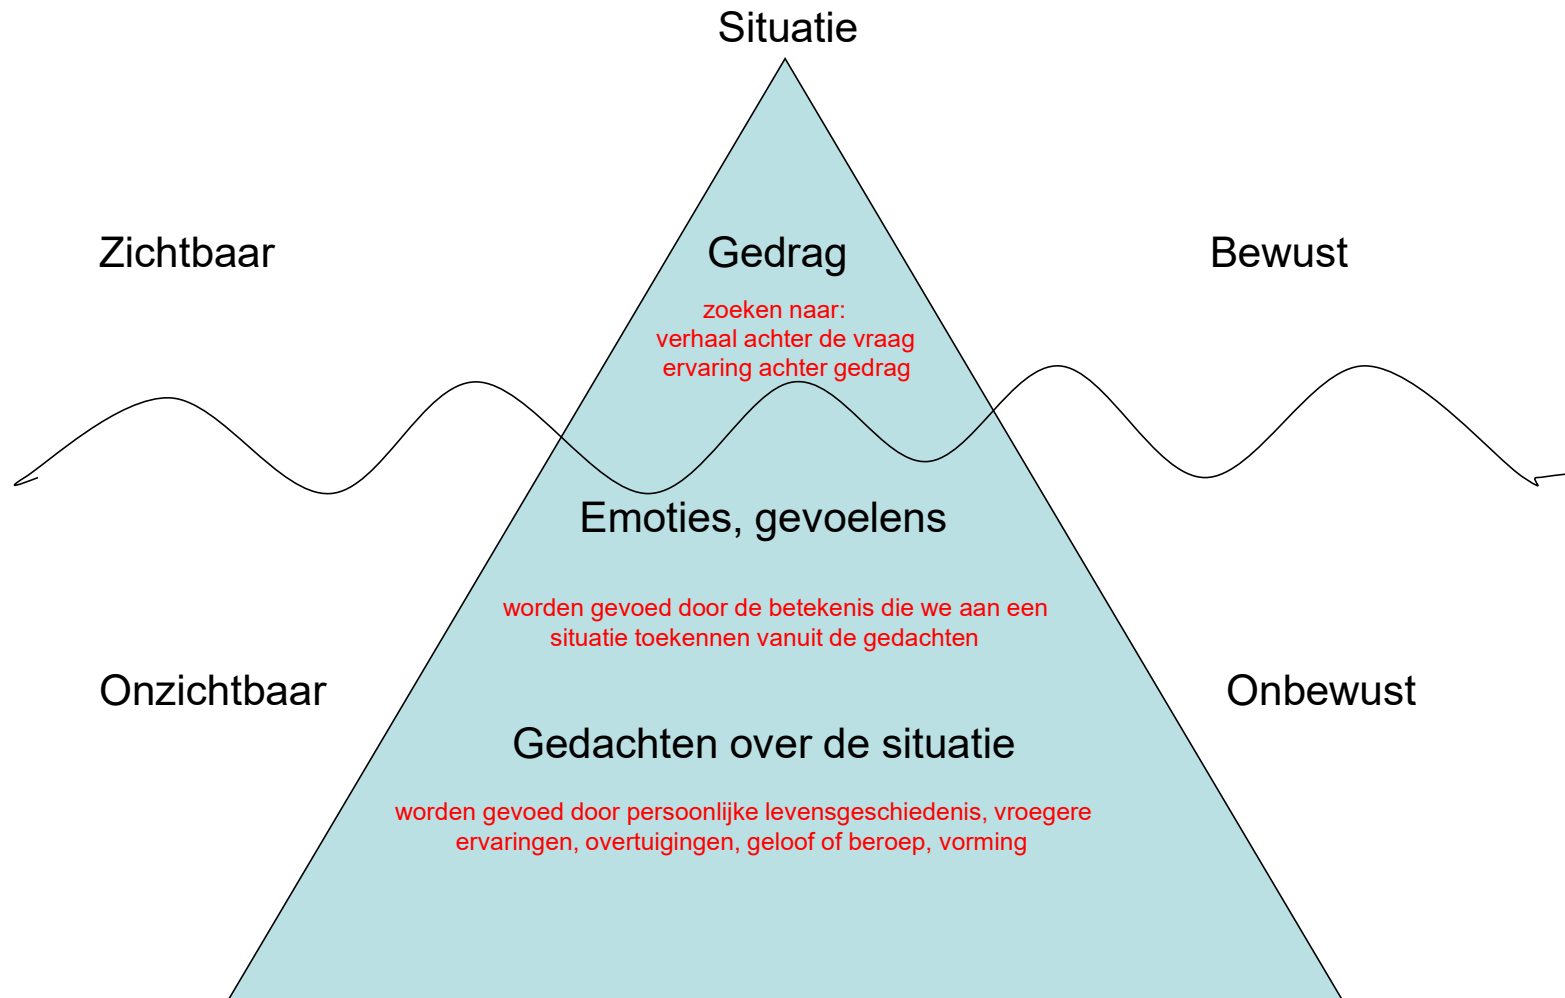 Situatie
Zichtbaar
Gedrag
Bewust
zoeken naar:
verhaal achter de vraag
ervaring achter gedrag
Emoties, gevoelens
worden gevoed door de betekenis die we aan een
situatie toekennen vanuit de gedachten
Onzichtbaar
Onbewust
Gedachten over de situatie
worden gevoed door persoonlijke levensgeschiedenis, vroegere
ervaringen, overtuigingen, geloof of beroep, vorming